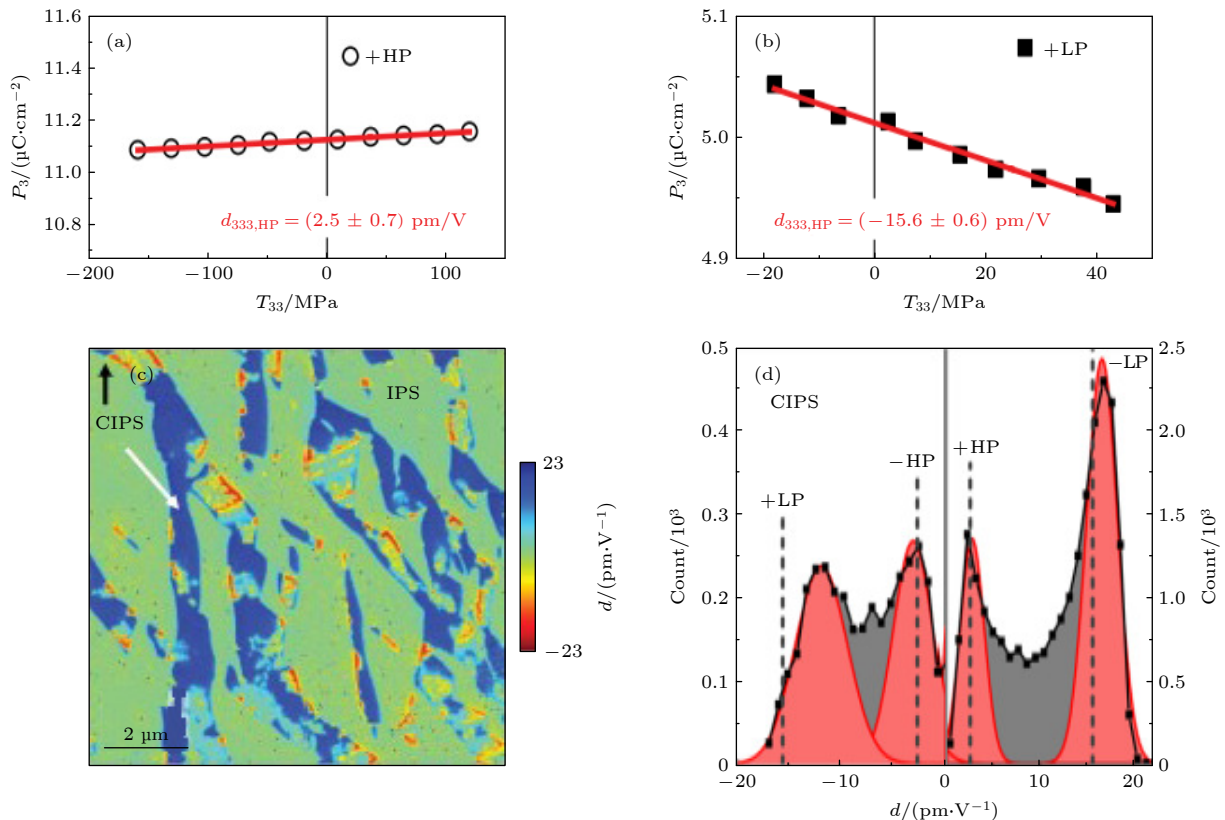 11.6
11.4
11.2
11.0
10.8
P₃/(μC·cm⁻²)
(a)
+HP
d₃₃₃,HP = (2.5 ± 0.7) pm/V
−200
−100
0
100
T₃₃/MPa
5.1
5.0
4.9
P₃/(μC·cm⁻²)
(b)
+LP
d₃₃₃,HP = (−15.6 ± 0.6) pm/V
−20
0
20
40
T₃₃/MPa
(c)
IPS
CIPS
2 μm
23
−23
d/(pm·V⁻¹)
0.5
0.4
0.3
0.2
0.1
0
Count/10³
(d)
CIPS
+LP
−HP
+HP
−LP
2.5
2.0
1.5
1.0
0.5
0
Count/10³
−20
−10
0
10
20
d/(pm·V⁻¹)